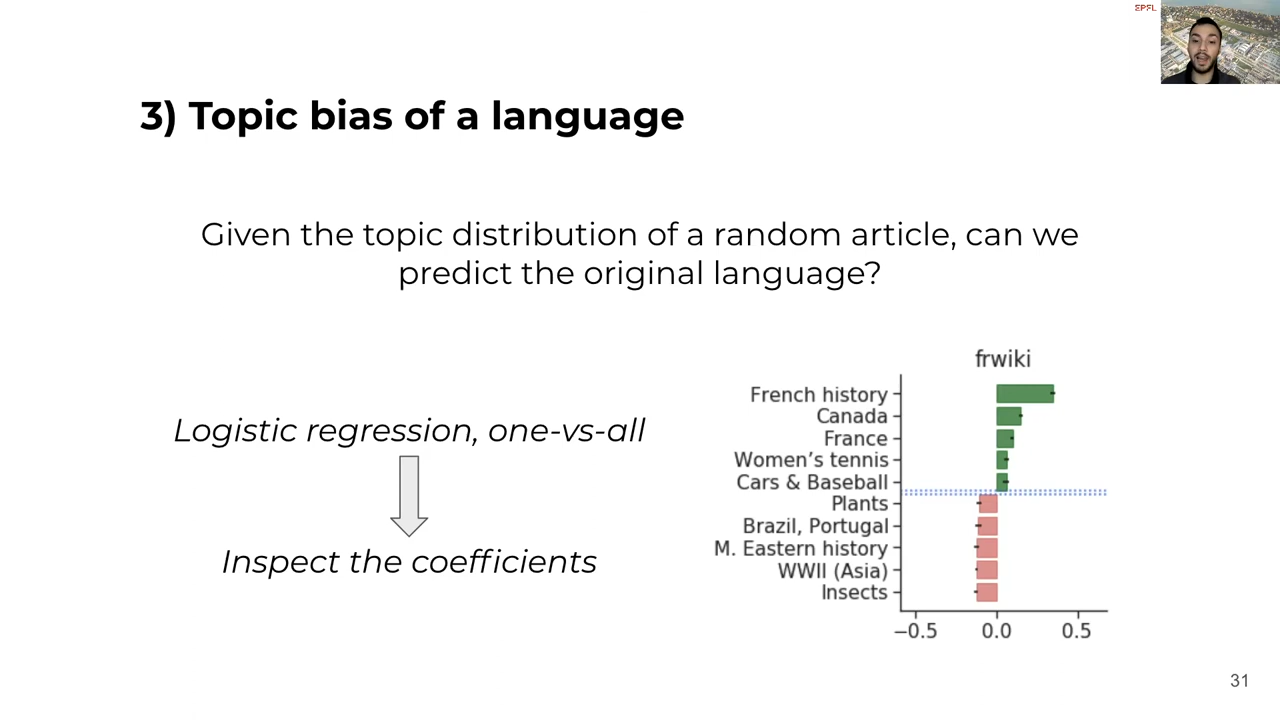 EPFL
3) Topic bias of a language
Given the topic distribution of a random article, can we
predict the original language?
Logistic regression, one-vs-all
Inspect the coefficients
frwiki
French history
Canada
France
Women's tennis
Cars & Baseball
Plants
Brazil, Portugal
M. Eastern history
WWII (Asia)
Insects
−0.5 0.0 0.5
31